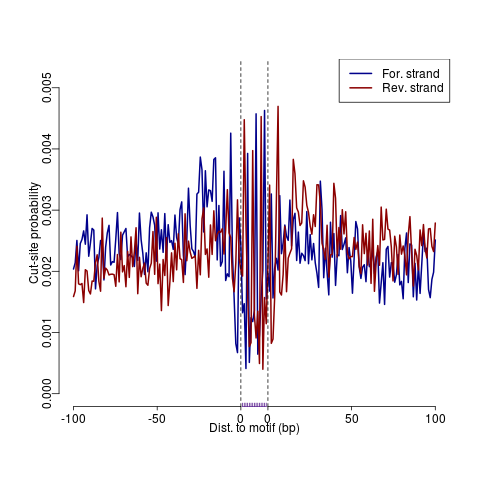 For. strand
Rev. strand
Cut-site probability
0.005
0.004
0.003
0.002
0.001
0.000
-100 -50 0 0 50 100
Dist. to motif (bp)